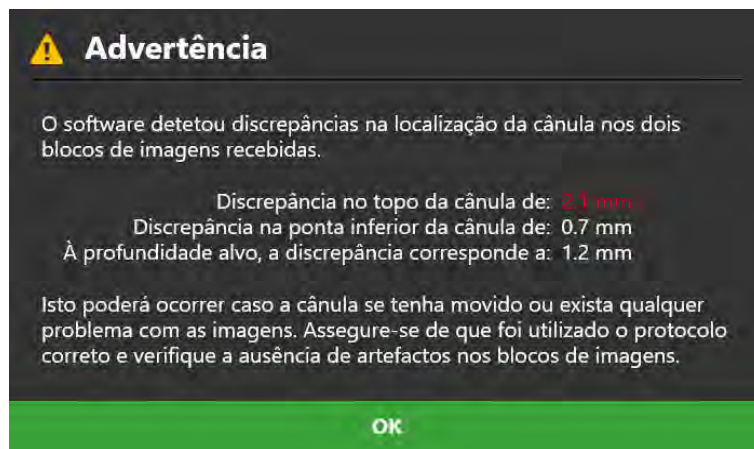 Advertência
O software detetou discrepâncias na localização da cânula nos dois
blocos de imagens recebidas.
Discrepância no topo da cânula de: 2.1 mm
Discrepância na ponta inferior da cânula de: 0.7 mm
À profundidade alvo, a discrepância corresponde a: 1.2 mm
Isto poderá ocorrer caso a cânula se tenha movido ou exista qualquer
problema com as imagens. Assegure-se de que foi utilizado o protocolo
correto e verifique a ausência de artefactos nos blocos de imagens.
OK